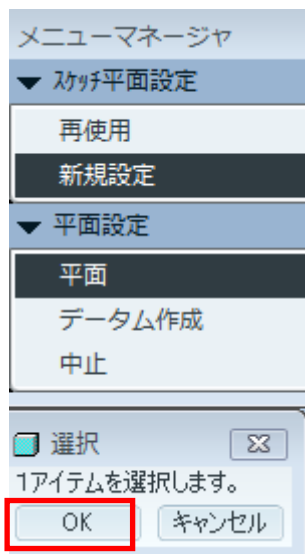 メニューマネージャ
▼ スケッチ平面設定
再使用
新規設定
▼ 平面設定
平面
データム作成
中止
選択
1アイテムを選択します。
OK キャンセル